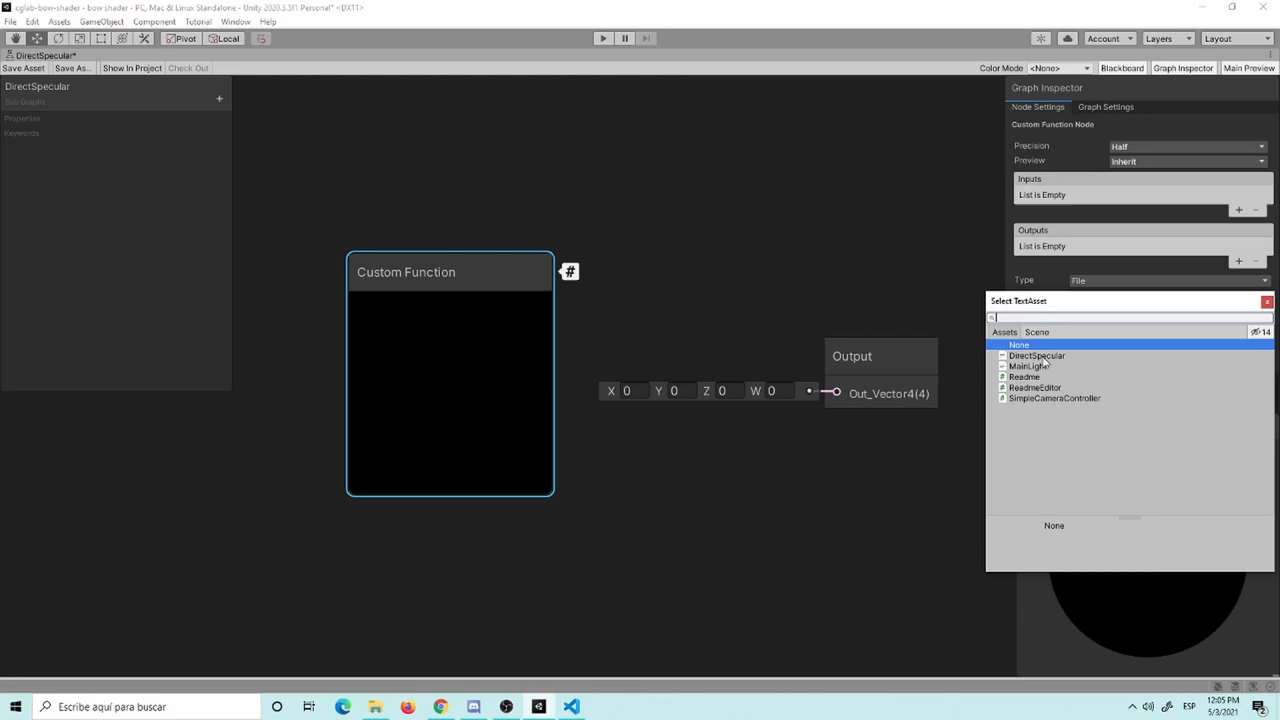 cglab-bow-shader - bow shader - PC, Mac & Linux Standalone - Unity 2020.3.5f1 Personal* <DX11>
File Edit Assets GameObject Component Tutorial Window Help
Pivot Local Account Layers Layout
DirectSpecular*
Save Asset Save As... Show In Project Check Out Color Mode <None> Blackboard Graph Inspector Main Preview
DirectSpecular
Sub Graphs
+
Properties
Keywords
Graph Inspector
Node Settings Graph Settings
Custom Function Node
Precision Half
Preview Inherit
Inputs
List is Empty
+ -
Outputs
List is Empty
+ -
Type File
Custom Function #
X 0 Y 0 Z 0 W 0
Output
Out_Vector4(4)
Select TextAsset x
Assets Scene 14
None
DirectSpecular
MainLight
Readme
ReadmeEditor
SimpleCameraController
None
Escribe aquí para buscar
ESP
12:05 PM
5/3/2021
2